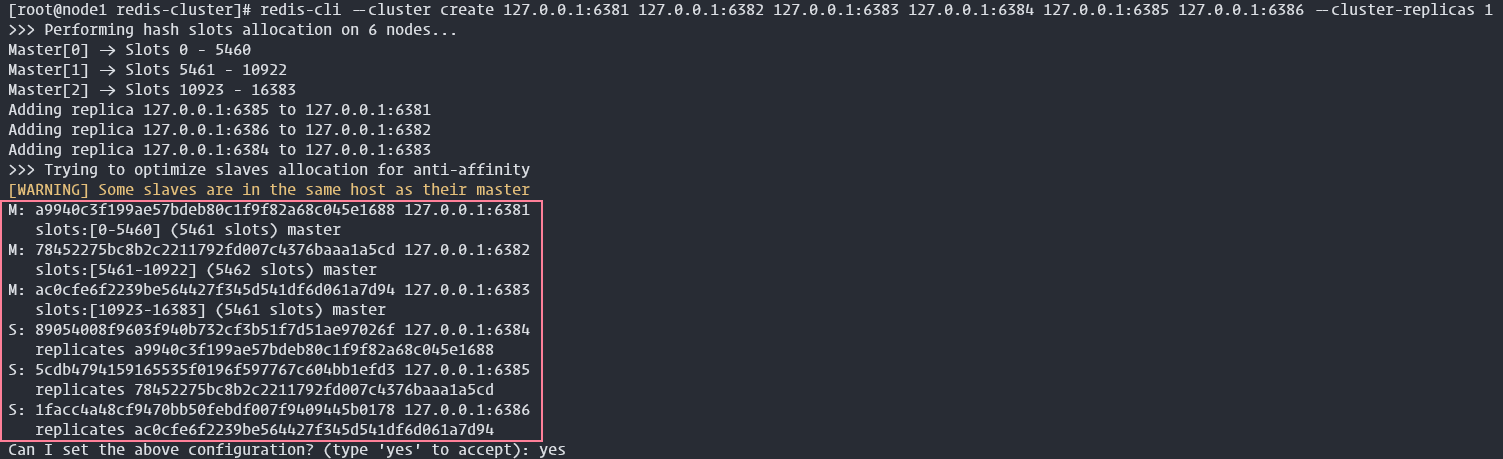 [root@node1 redis-cluster]# redis-cli --cluster create 127.0.0.1:6381 127.0.0.1:6382 127.0.0.1:6383 127.0.0.1:6384 127.0.0.1:6385 127.0.0.1:6386 --cluster-replicas 1
>>> Performing hash slots allocation on 6 nodes...
Master[0] -> Slots 0 - 5460
Master[1] -> Slots 5461 - 10922
Master[2] -> Slots 10923 - 16383
Adding replica 127.0.0.1:6385 to 127.0.0.1:6381
Adding replica 127.0.0.1:6386 to 127.0.0.1:6382
Adding replica 127.0.0.1:6384 to 127.0.0.1:6383
>>> Trying to optimize slaves allocation for anti-affinity
[WARNING] Some slaves are in the same host as their master
M: a9940c3f199ae57bdeb80c1f9f82a68c045e1688 127.0.0.1:6381
   slots:[0-5460] (5461 slots) master
M: 78452275bc8b2c2211792fd007c4376baaa1a5cd 127.0.0.1:6382
   slots:[5461-10922] (5462 slots) master
M: ac0cfe6f2239be564427f345d541df6d061a7d94 127.0.0.1:6383
   slots:[10923-16383] (5461 slots) master
S: 89054008f9603f940b732cf3b51f7d51ae97026f 127.0.0.1:6384
   replicates a9940c3f199ae57bdeb80c1f9f82a68c045e1688
S: 5cdb4794159165535f0196f597767c604bb1efd3 127.0.0.1:6385
   replicates 78452275bc8b2c2211792fd007c4376baaa1a5cd
S: 1facc4a48cf9470bb50febdf007f9409445b0178 127.0.0.1:6386
   replicates ac0cfe6f2239be564427f345d541df6d061a7d94
Can I set the above configuration? (type 'yes' to accept): yes